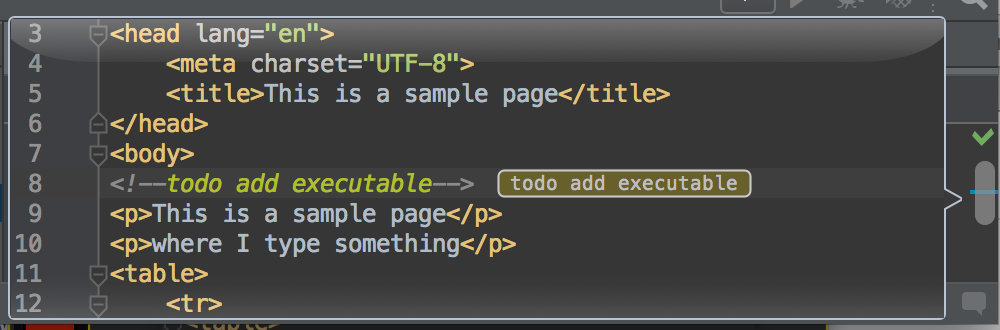 3 <head lang="en">
4 <meta charset="UTF-8">
5 <title>This is a sample page</title>
6 </head>
7 <body>
8 <!--todo add executable--> todo add executable
9 <p>This is a sample page</p>
10 <p>where I type something</p>
11 <table>
12 <tr>
<table>